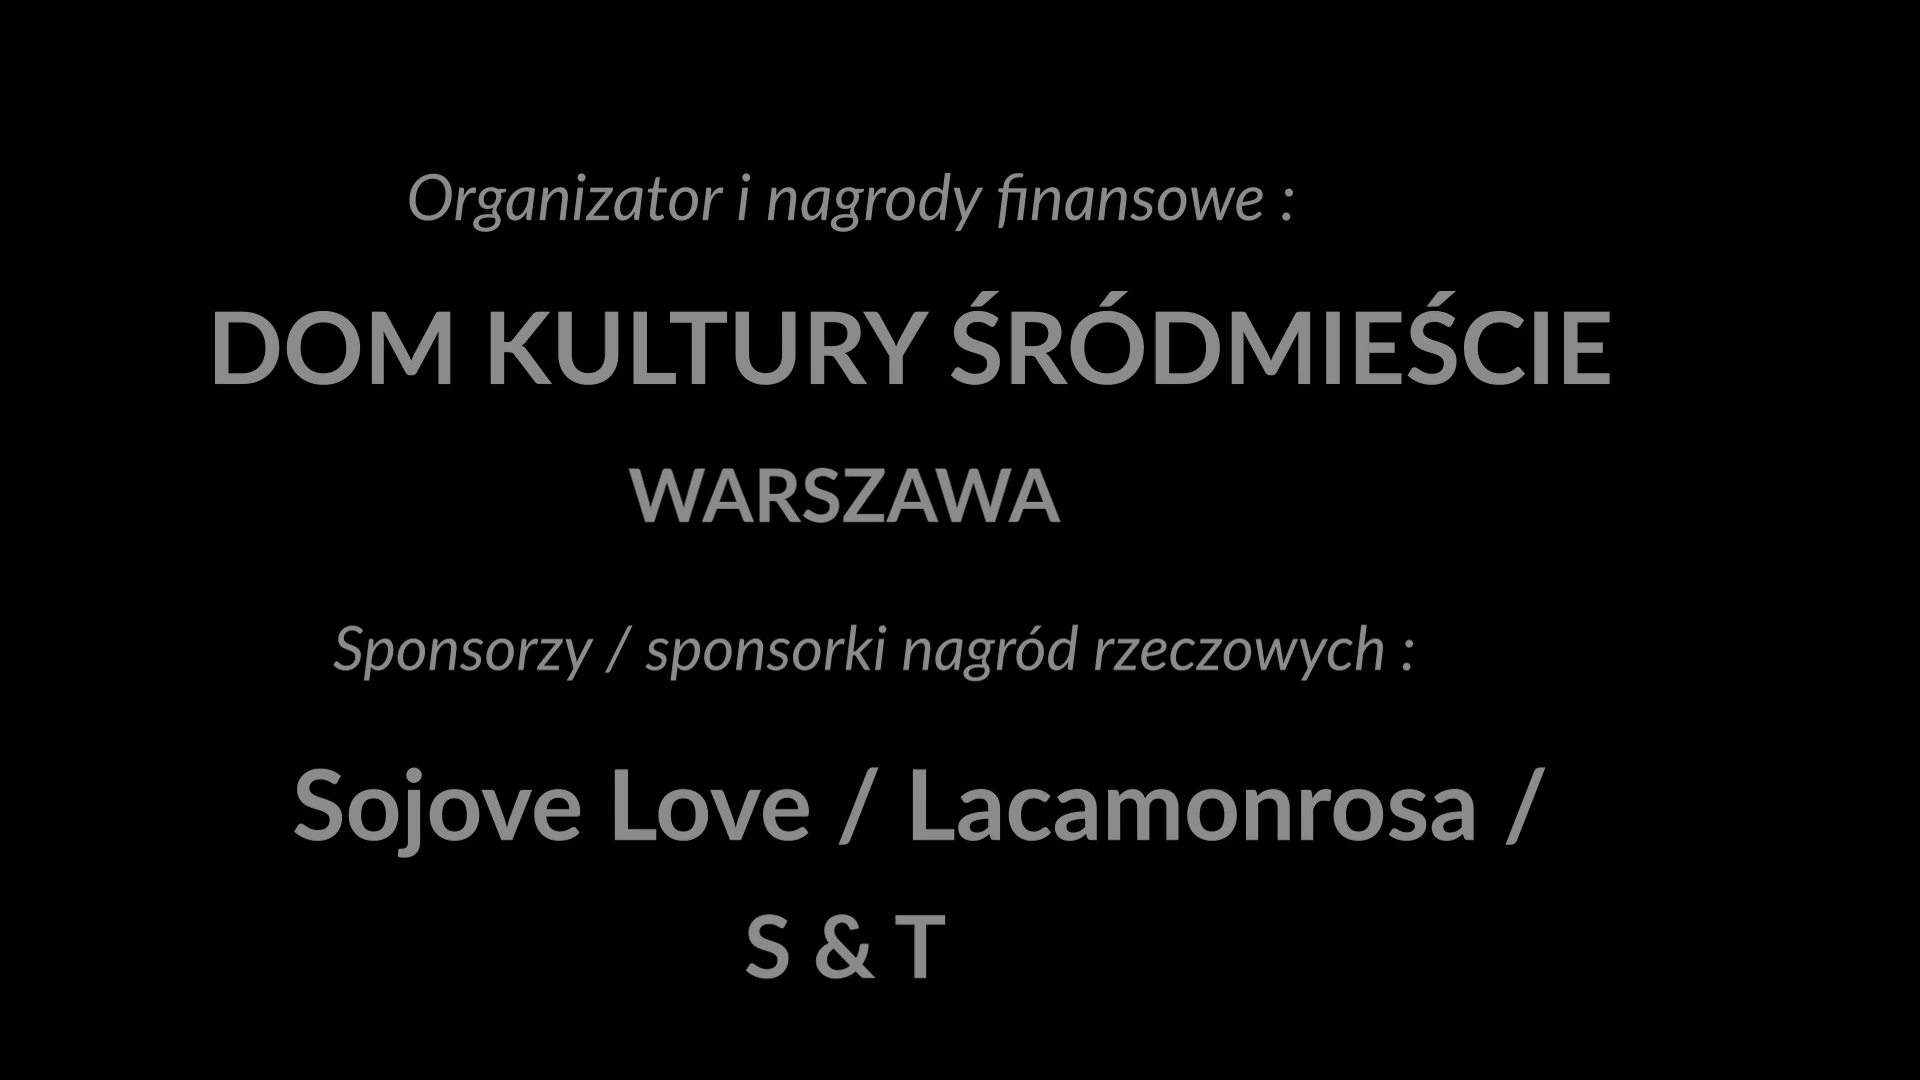 Organizator i nagrody finansowe :
DOM KULTURY ŚRÓDMIEŚCIE
WARSZAWA
Sponsorzy / sponsorki nagród rzeczowych :
Sojove Love / Lacamonrosa /
S & T